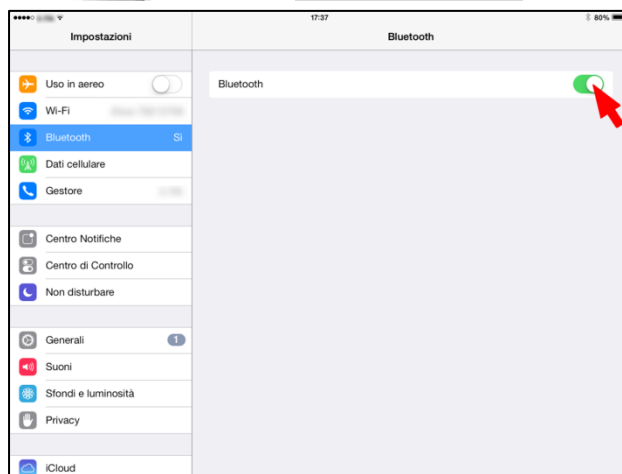 17:37
80%
Impostazioni
Bluetooth
Uso in aereo
Wi-Fi
Bluetooth Sì
Dati cellulare
Gestore
Centro Notifiche
Centro di Controllo
Non disturbare
Generali 1
Suoni
Sfondi e luminosità
Privacy
iCloud
Bluetooth